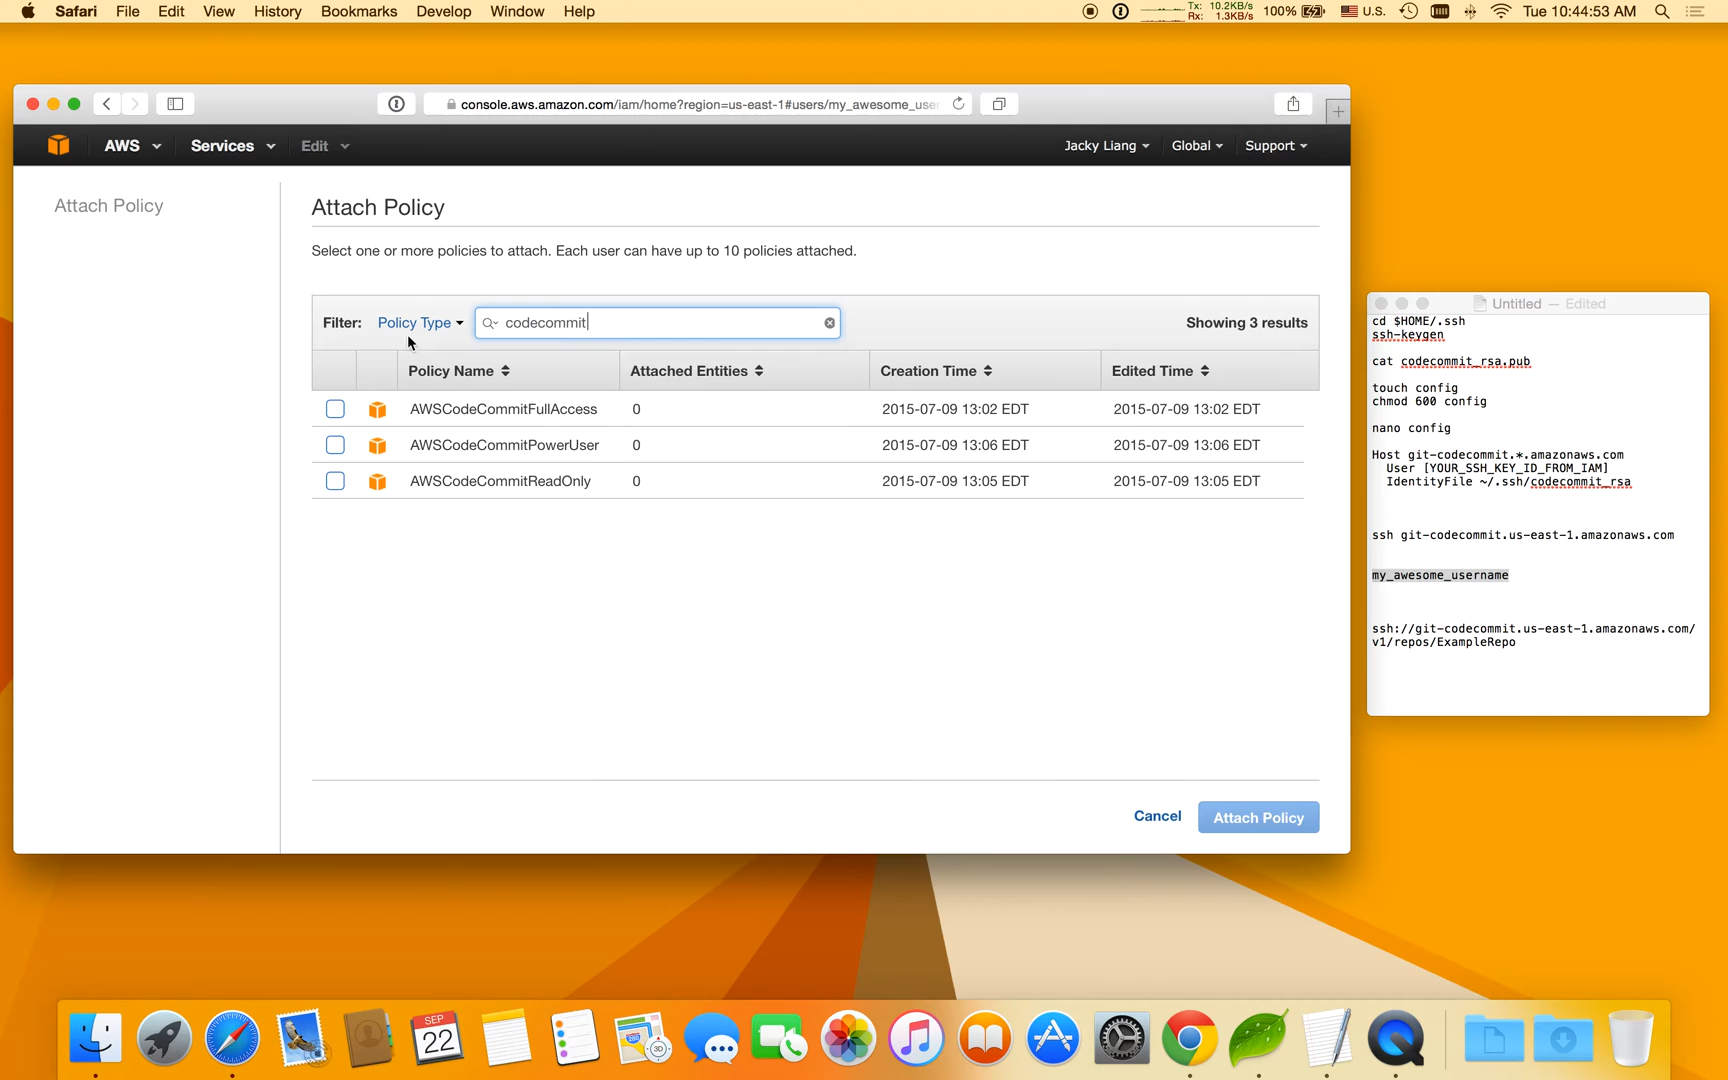 Safari File Edit View History Bookmarks Develop Window Help
Tx: 10.2KB/s
Rx: 1.3KB/s
100% U.S. Tue 10:44:53 AM
console.aws.amazon.com/iam/home?region=us-east-1#users/my_awesome_user
AWS Services Edit Jacky Liang Global Support
Attach Policy
Attach Policy
Select one or more policies to attach. Each user can have up to 10 policies attached.
Filter: Policy Type codecommit Showing 3 results
Policy Name Attached Entities Creation Time Edited Time
AWSCodeCommitFullAccess 0 2015-07-09 13:02 EDT 2015-07-09 13:02 EDT
AWSCodeCommitPowerUser 0 2015-07-09 13:06 EDT 2015-07-09 13:06 EDT
AWSCodeCommitReadOnly 0 2015-07-09 13:05 EDT 2015-07-09 13:05 EDT
Cancel Attach Policy
Untitled — Edited
cd $HOME/.ssh
ssh-keygen
cat codecommit_rsa.pub
touch config
chmod 600 config
nano config
Host git-codecommit.*.amazonaws.com
User [YOUR_SSH_KEY_ID_FROM_IAM]
IdentityFile ~/.ssh/codecommit_rsa
ssh git-codecommit.us-east-1.amazonaws.com
my_awesome_username
ssh://git-codecommit.us-east-1.amazonaws.com/
v1/repos/ExampleRepo
SEP
22
280
3D